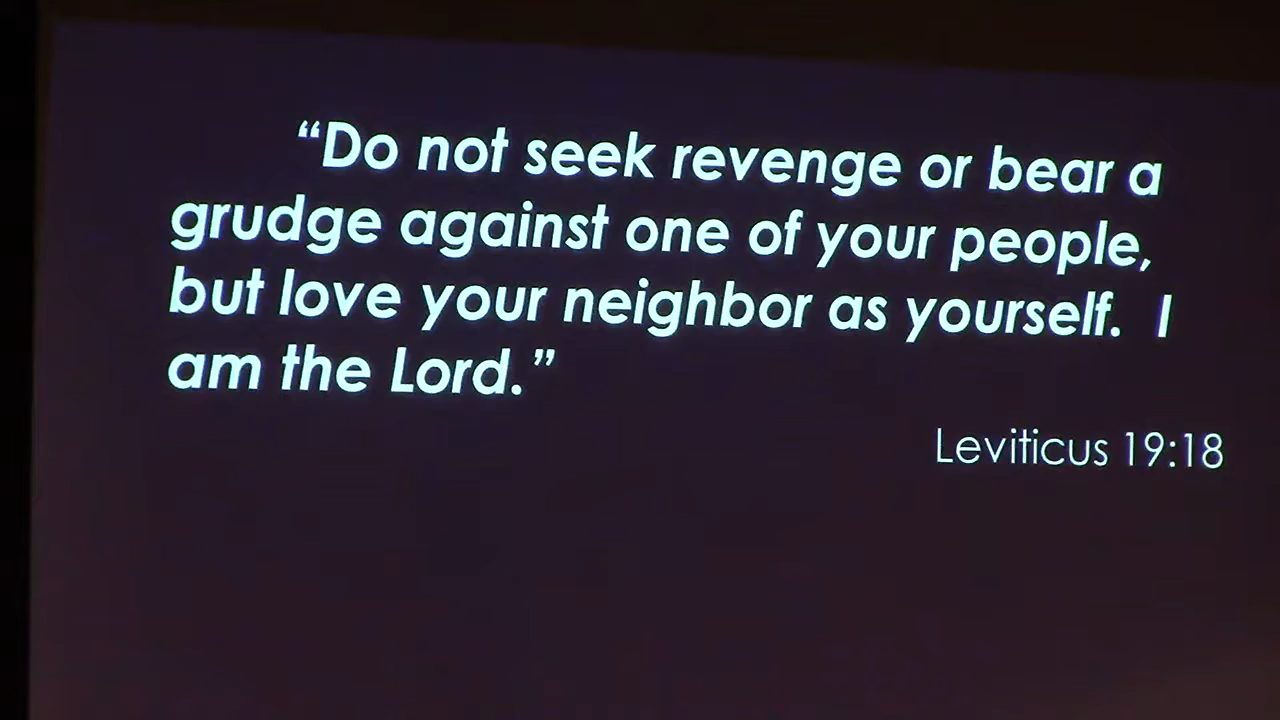 “Do not seek revenge or bear a
grudge against one of your people,
but love your neighbor as yourself.  I
am the Lord.”
Leviticus 19:18